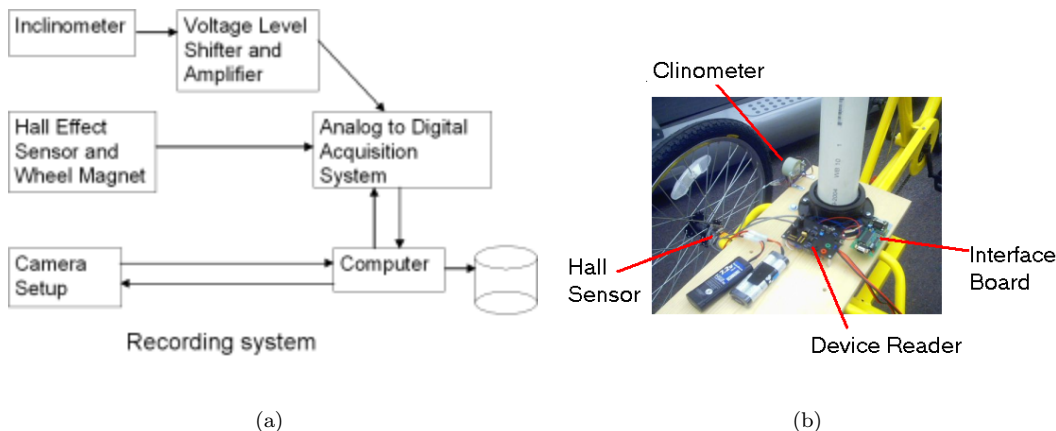 Inclinometer
Voltage Level
Shifter and
Amplifier
Hall Effect
Sensor and
Wheel Magnet
Analog to Digital
Acquisition
System
Camera
Setup
Computer
Recording system
(a)
Clinometer
Hall
Sensor
Interface
Board
Device Reader
(b)